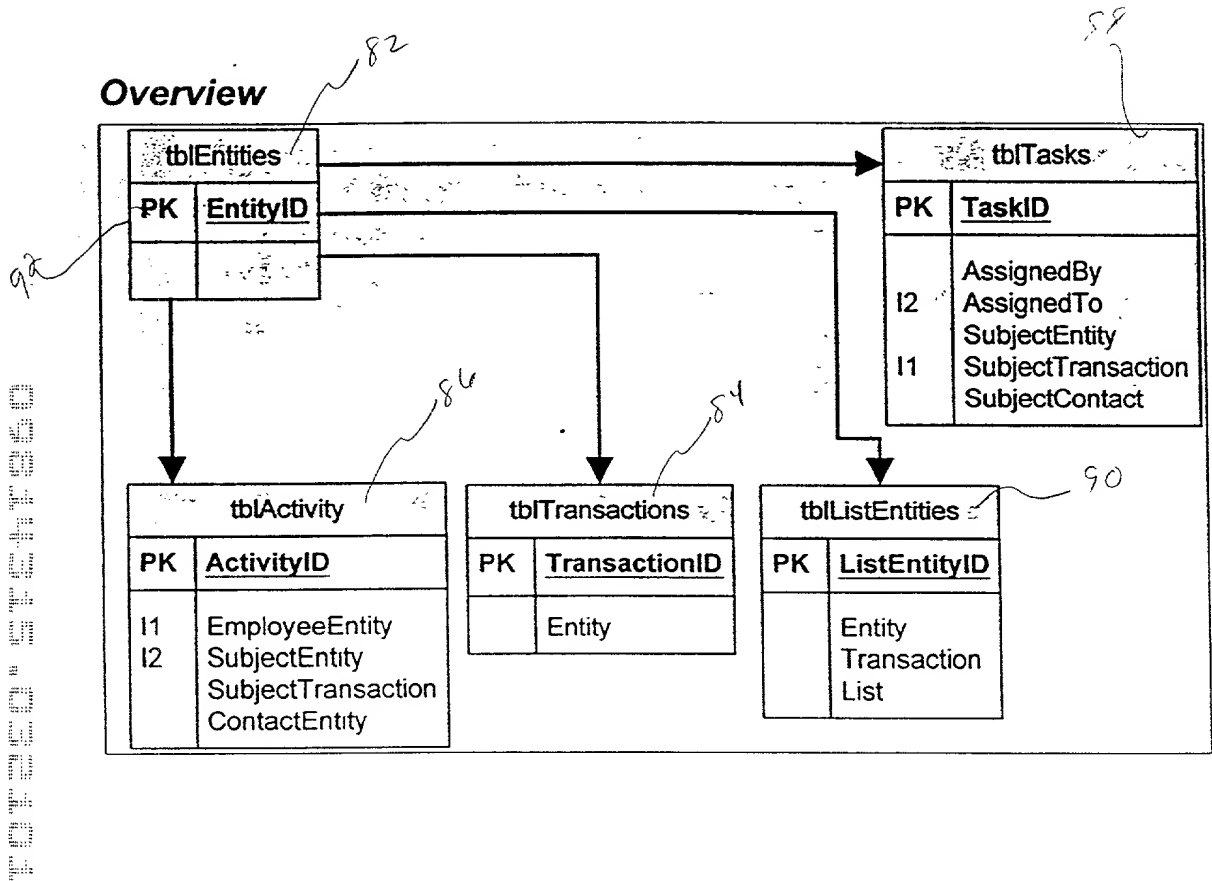 82
Overview
tblEntities
PK EntityID
92
tblTasks
PK TaskID
AssignedBy
I2 AssignedTo
SubjectEntity
I1 SubjectTransaction
SubjectContact
86
tblActivity
PK ActivityID
I1 EmployeeEntity
I2 SubjectEntity
SubjectTransaction
ContactEntity
84
tblTransactions
PK TransactionID
Entity
90
tblListEntities
PK ListEntityID
Entity
Transaction
List